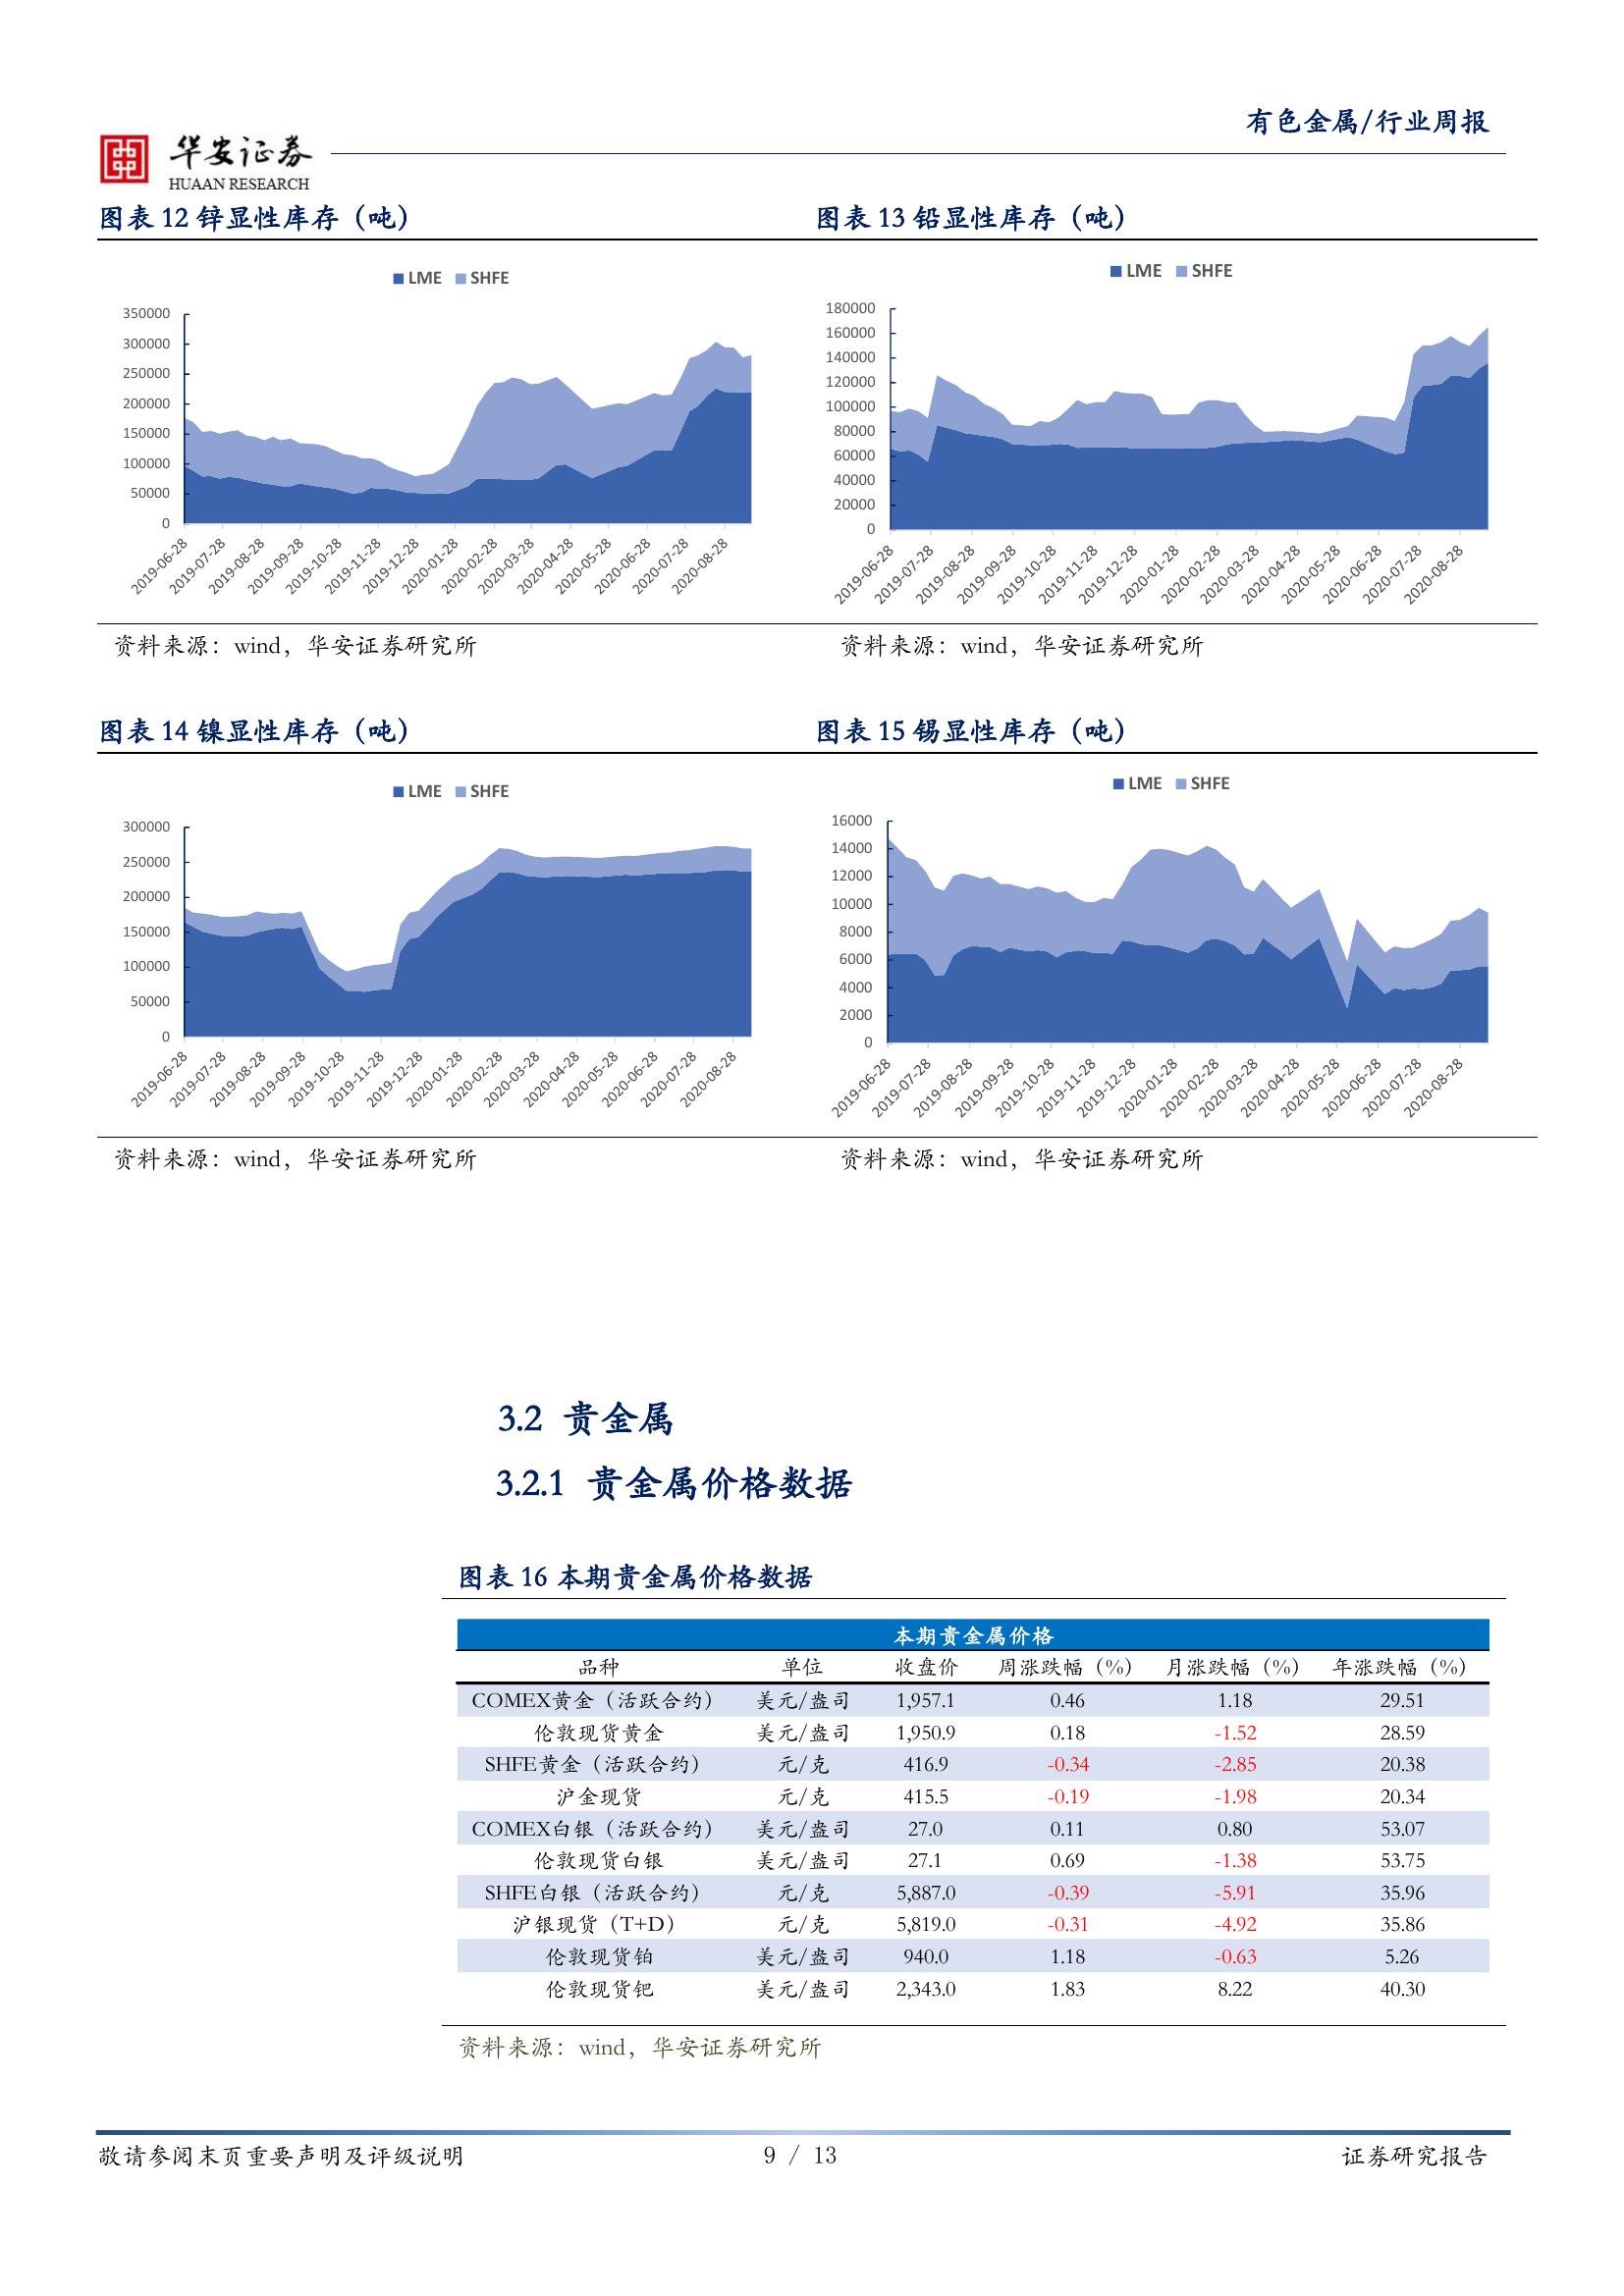 有色金属/行业周报
华安证券
HUAAN RESEARCH
图表 12 锌显性库存（吨）
LME SHFE
350000
300000
250000
200000
150000
100000
50000
0
2019-06-28 2019-07-28 2019-08-28 2019-09-28 2019-10-28 2019-11-28 2019-12-28 2020-01-28 2020-02-28 2020-03-28 2020-04-28 2020-05-28 2020-06-28 2020-07-28 2020-08-28
资料来源：wind，华安证券研究所
图表 13 铅显性库存（吨）
LME SHFE
180000
160000
140000
120000
100000
80000
60000
40000
20000
0
2019-06-28 2019-07-28 2019-08-28 2019-09-28 2019-10-28 2019-11-28 2019-12-28 2020-01-28 2020-02-28 2020-03-28 2020-04-28 2020-05-28 2020-06-28 2020-07-28 2020-08-28
资料来源：wind，华安证券研究所
图表 14 镍显性库存（吨）
LME SHFE
300000
250000
200000
150000
100000
50000
0
2019-06-28 2019-07-28 2019-08-28 2019-09-28 2019-10-28 2019-11-28 2019-12-28 2020-01-28 2020-02-28 2020-03-28 2020-04-28 2020-05-28 2020-06-28 2020-07-28 2020-08-28
资料来源：wind，华安证券研究所
图表 15 锡显性库存（吨）
LME SHFE
16000
14000
12000
10000
8000
6000
4000
2000
0
2019-06-28 2019-07-28 2019-08-28 2019-09-28 2019-10-28 2019-11-28 2019-12-28 2020-01-28 2020-02-28 2020-03-28 2020-04-28 2020-05-28 2020-06-28 2020-07-28 2020-08-28
资料来源：wind，华安证券研究所
3.2 贵金属
3.2.1 贵金属价格数据
图表 16 本期贵金属价格数据
本期贵金属价格
品种 单位 收盘价 周涨跌幅（%） 月涨跌幅（%） 年涨跌幅（%）
COMEX黄金（活跃合约） 美元/盎司 1,957.1 0.46 1.18 29.51
伦敦现货黄金 美元/盎司 1,950.9 0.18 -1.52 28.59
SHFE黄金（活跃合约） 元/克 416.9 -0.34 -2.85 20.38
沪金现货 元/克 415.5 -0.19 -1.98 20.34
COMEX白银（活跃合约） 美元/盎司 27.0 0.11 0.80 53.07
伦敦现货白银 美元/盎司 27.1 0.69 -1.38 53.75
SHFE白银（活跃合约） 元/克 5,887.0 -0.39 -5.91 35.96
沪银现货（T+D） 元/克 5,819.0 -0.31 -4.92 35.86
伦敦现货铂 美元/盎司 940.0 1.18 -0.63 5.26
伦敦现货钯 美元/盎司 2,343.0 1.83 8.22 40.30
资料来源：wind，华安证券研究所
敬请参阅末页重要声明及评级说明 9 / 13 证券研究报告